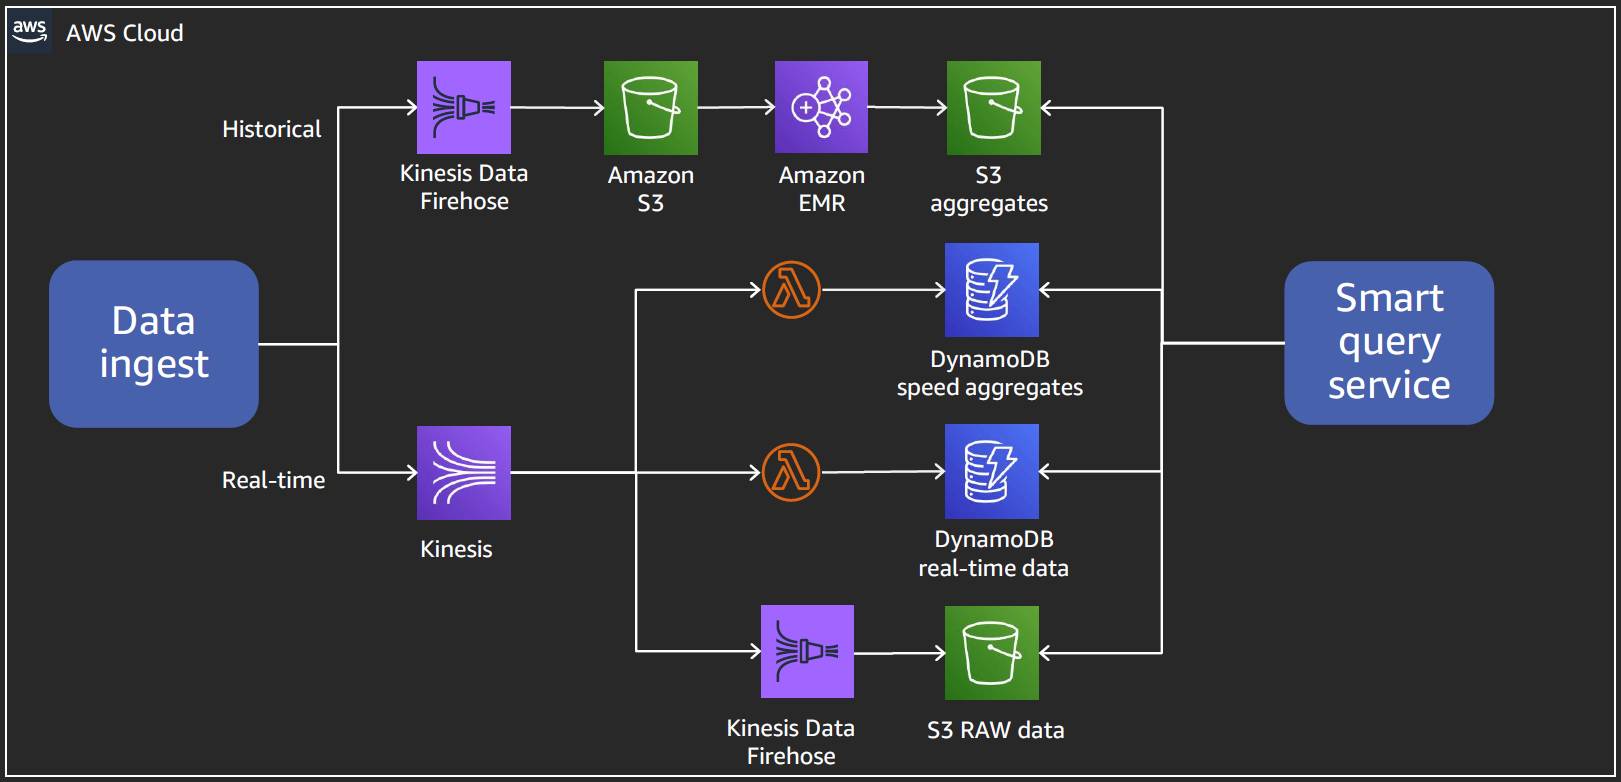 aws
AWS Cloud
Historical
Kinesis Data
Firehose
Amazon
S3
Amazon
EMR
S3
aggregates
Data
ingest
DynamoDB
speed aggregates
Smart
query
service
Real-time
Kinesis
DynamoDB
real-time data
Kinesis Data
Firehose
S3 RAW data